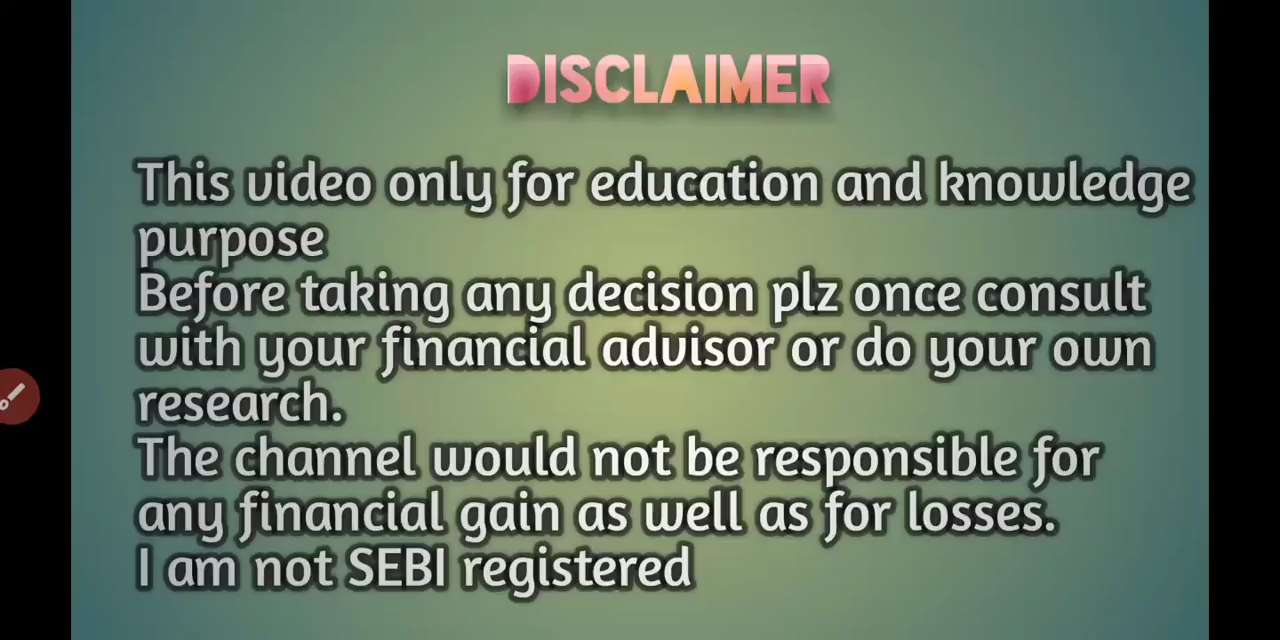 DISCLAIMER
This video only for education and knowledge
purpose
Before taking any decision plz once consult
with your financial advisor or do your own
research.
The channel would not be responsible for
any financial gain as well as for losses.
I am not SEBI registered